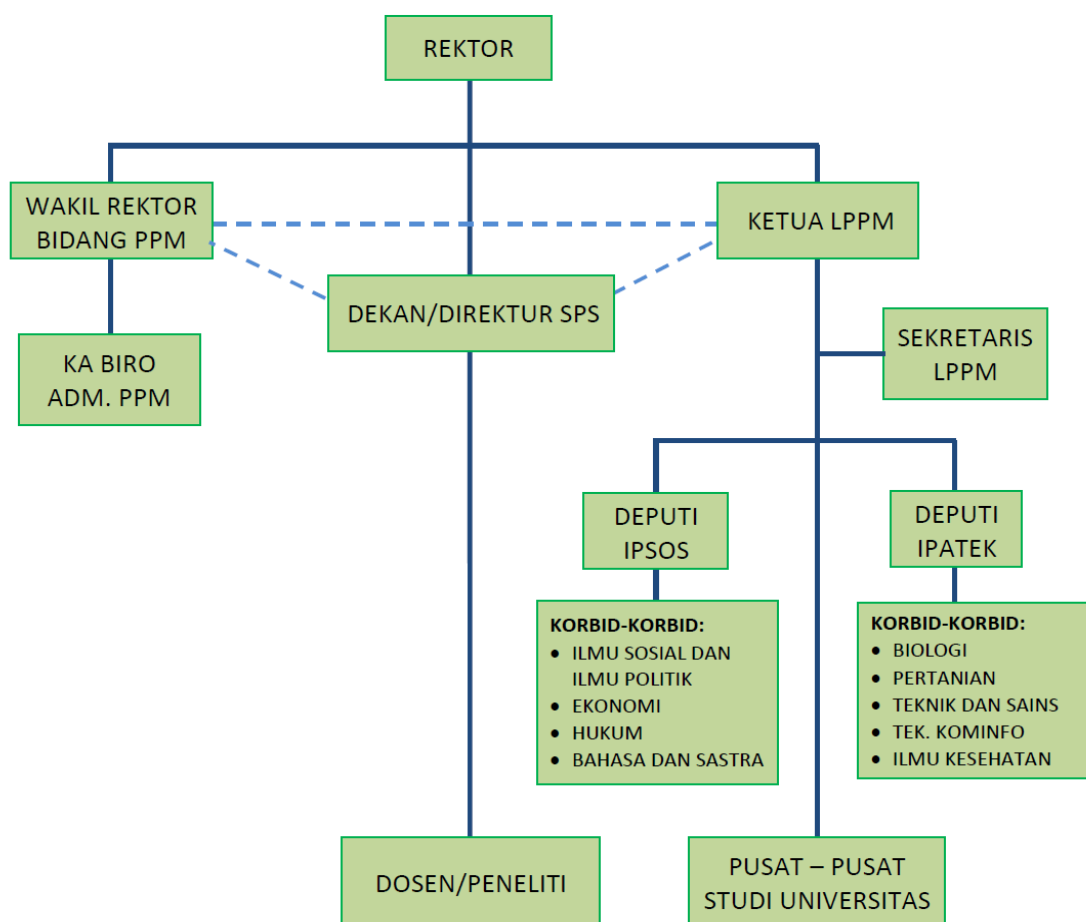 REKTOR
WAKIL REKTOR
BIDANG PPM
KETUA LPPM
DEKAN/DIREKTUR SPS
KA BIRO
ADM. PPM
SEKRETARIS
LPPM
DEPUTI
IPSOS
DEPUTI
IPATEK
KORBID-KORBID:
• ILMU SOSIAL DAN
ILMU POLITIK
• EKONOMI
• HUKUM
• BAHASA DAN SASTRA
KORBID-KORBID:
• BIOLOGI
• PERTANIAN
• TEKNIK DAN SAINS
• TEK. KOMINFO
• ILMU KESEHATAN
DOSEN/PENELITI
PUSAT – PUSAT
STUDI UNIVERSITAS